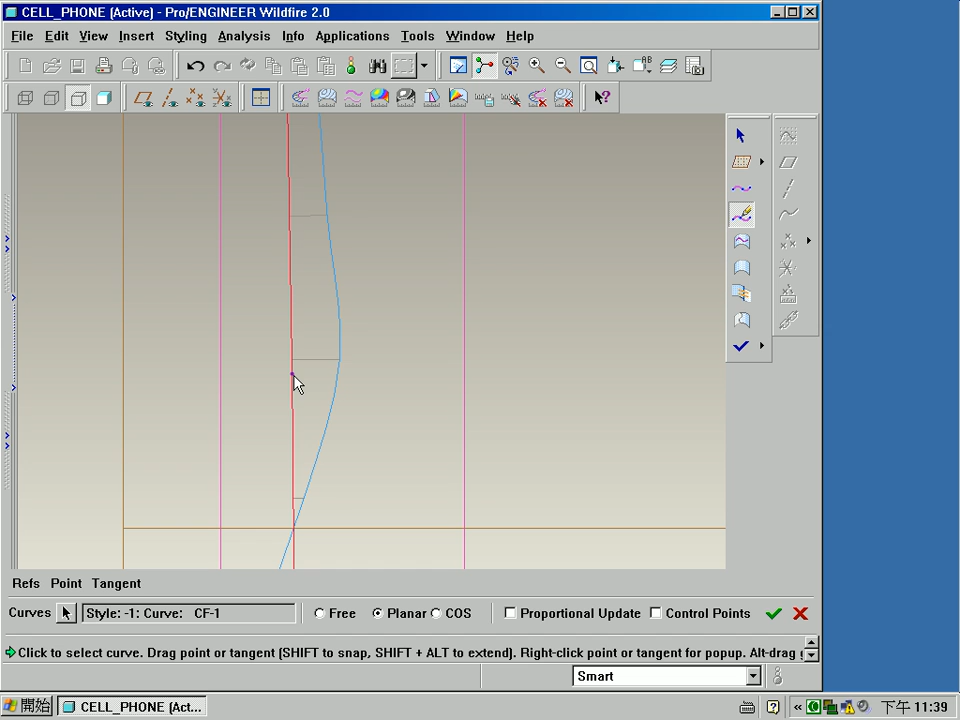 CELL_PHONE (Active) - Pro/ENGINEER Wildfire 2.0
File Edit View Insert Styling Analysis Info Applications Tools Window Help
Refs Point Tangent
Curves Style: -1: Curve: CF-1 Free Planar COS Proportional Update Control Points
Click to select curve. Drag point or tangent (SHIFT to snap, SHIFT + ALT to extend). Right-click point or tangent for popup. Alt-drag
Smart
開始 CELL_PHONE (Act... « 下午 11:39